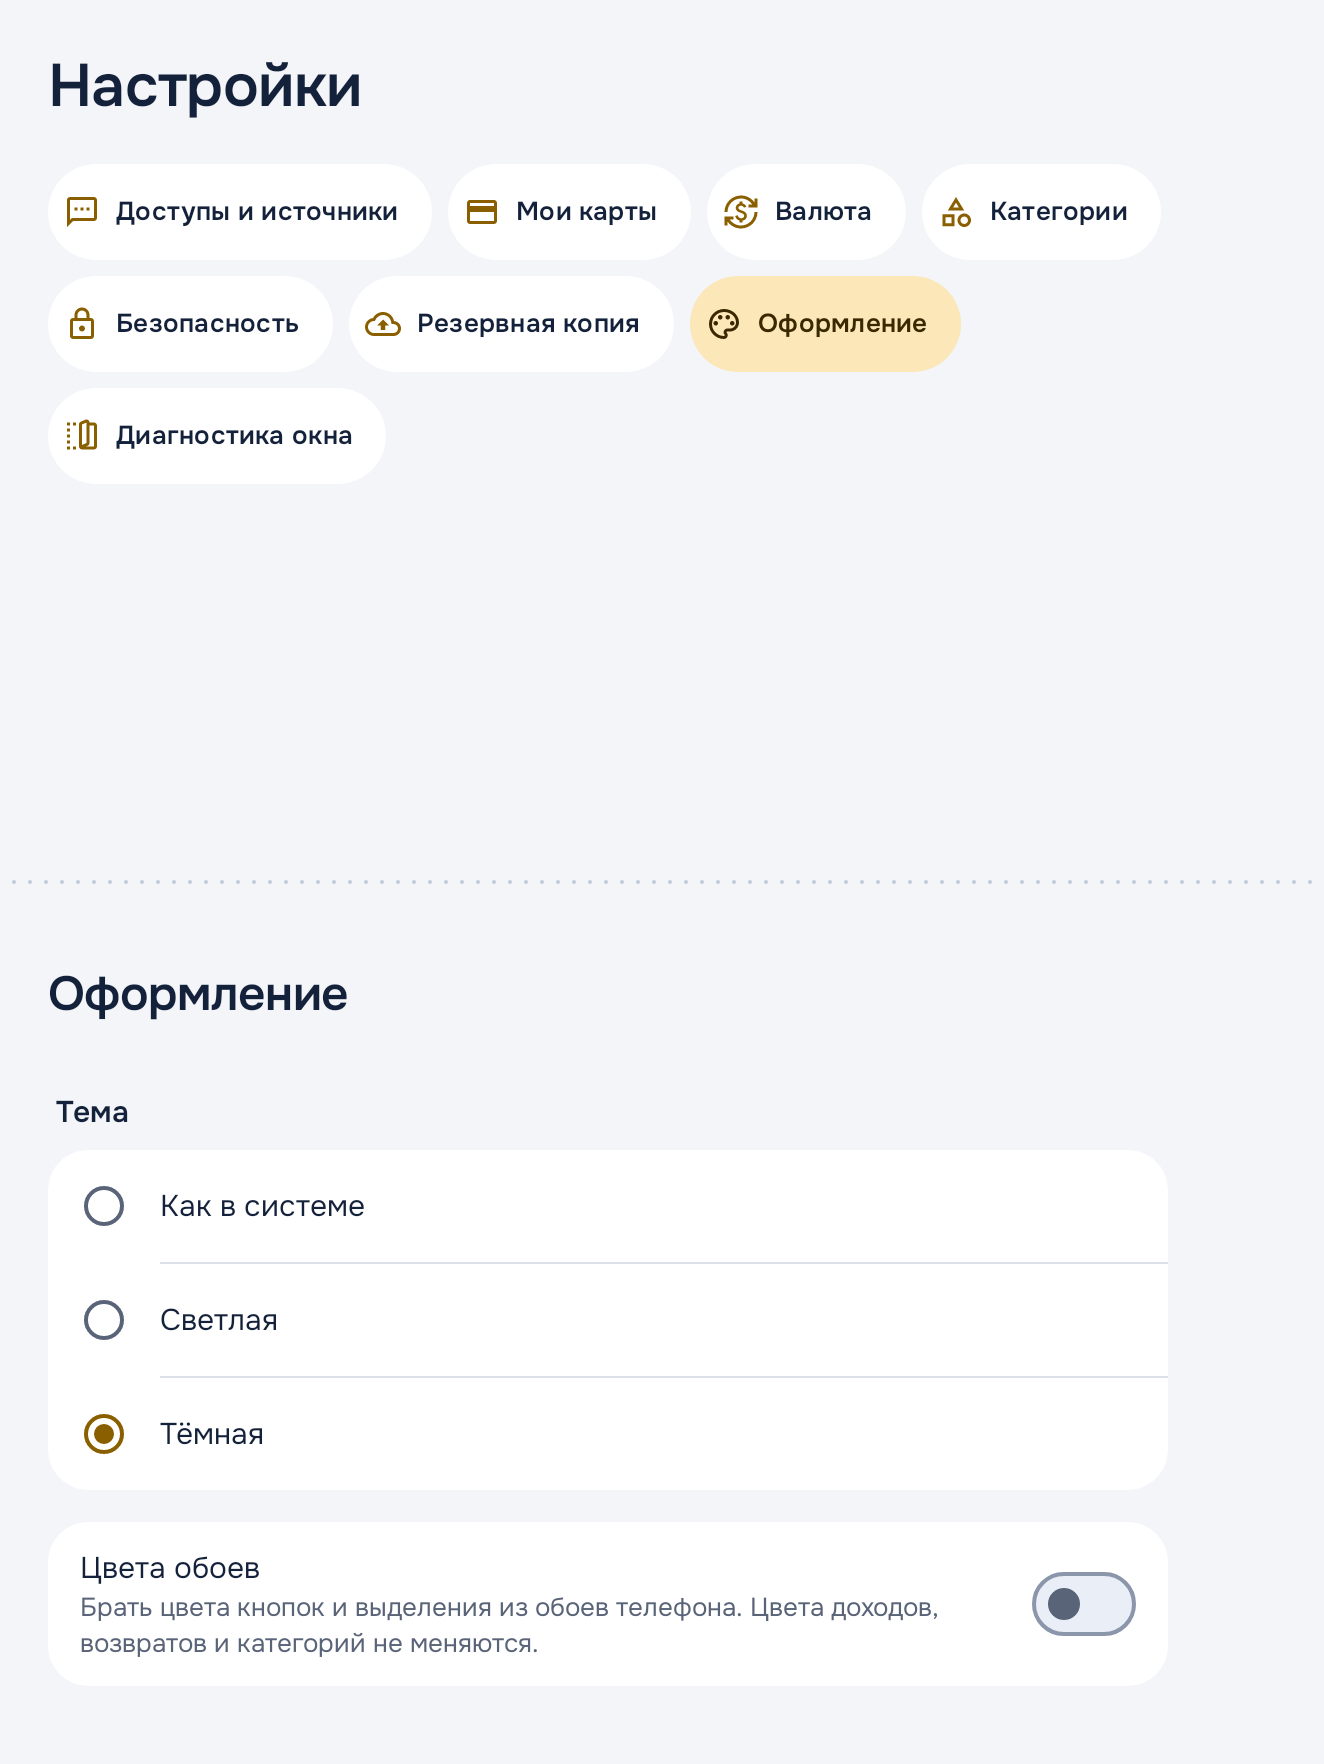 Настройки
Доступы и источники
Мои карты
Валюта
Категории
Безопасность
Резервная копия
Оформление
Диагностика окна
Оформление
Тема
Как в системе
Светлая
Тёмная
Цвета обоев
Брать цвета кнопок и выделения из обоев телефона. Цвета доходов,
возвратов и категорий не меняются.